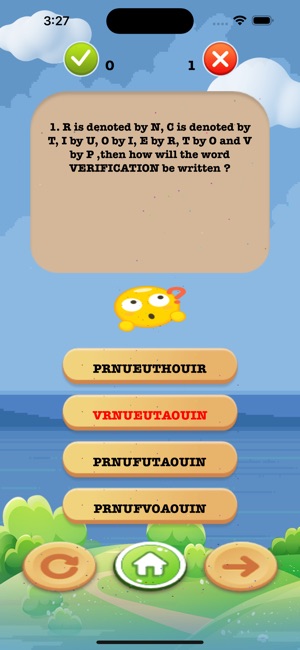 3:27
0
1
1. R is denoted by N, C is denoted by
T, I by U, O by I, E by R, T by O and V
by P ,then how will the word
VERIFICATION be written ?
PRNUEUTHOUIR
VRNUEUTAOUIN
PRNUFUTAOUIN
PRNUFVOAOUIN